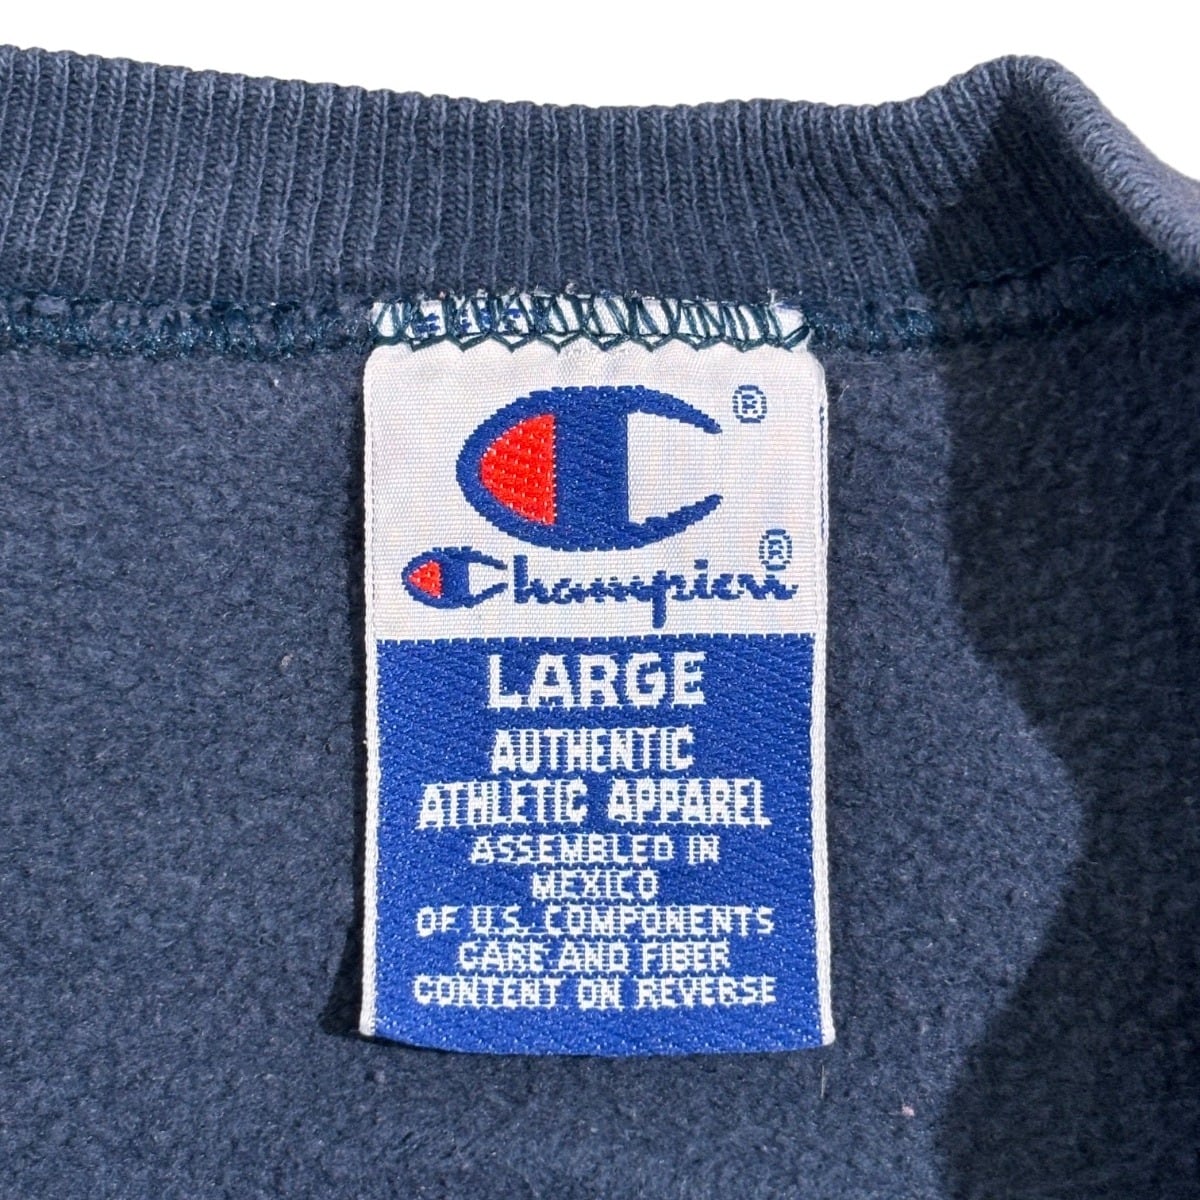 ®
Champion®
LARGE
AUTHENTIC
ATHLETIC APPAREL
ASSEMBLED IN
MEXICO
OF U.S. COMPONENTS
CARE AND FIBER
CONTENT ON REVERSE